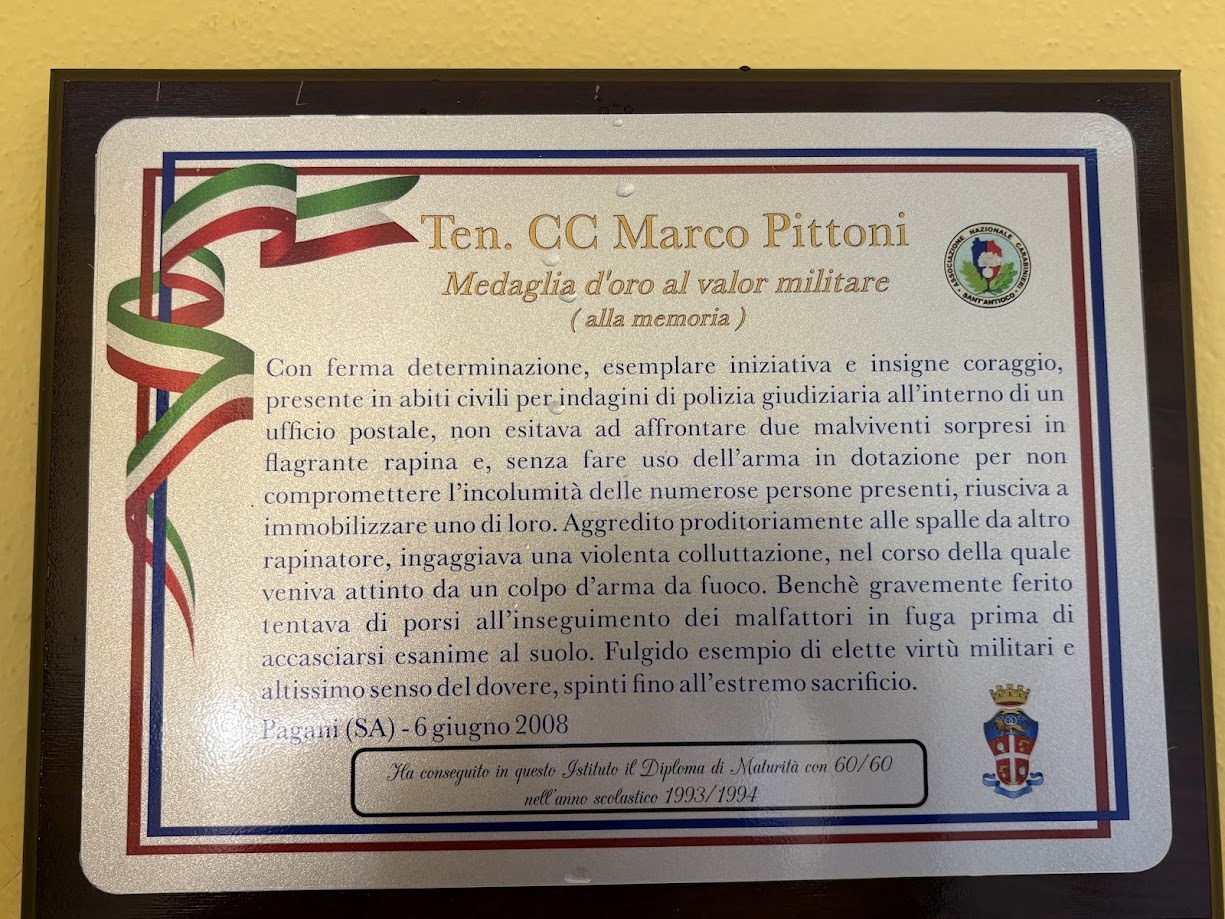 Ten. CC Marco Pittoni
Medaglia d'oro al valor militare
( alla memoria )
ASSOCIAZIONE NAZIONALE CARABINIERI
SANT'ANTIOCO
Con ferma determinazione, esemplare iniziativa e insigne coraggio,
presente in abiti civili per indagini di polizia giudiziaria all'interno di un
ufficio postale, non esitava ad affrontare due malviventi sorpresi in
flagrante rapina e, senza fare uso dell'arma in dotazione per non
compromettere l'incolumità delle numerose persone presenti, riusciva a
immobilizzare uno di loro. Aggredito proditoriamente alle spalle da altro
rapinatore, ingaggiava una violenta colluttazione, nel corso della quale
veniva attinto da un colpo d'arma da fuoco. Benchè gravemente ferito
tentava di porsi all'inseguimento dei malfattori in fuga prima di
accasciarsi esanime al suolo. Fulgido esempio di elette virtù militari e
altissimo senso del dovere, spinti fino all'estremo sacrificio.
Pagani (SA) - 6 giugno 2008
Ha conseguito in questo Istituto il Diploma di Maturità con 60/60
nell'anno scolastico 1993/1994